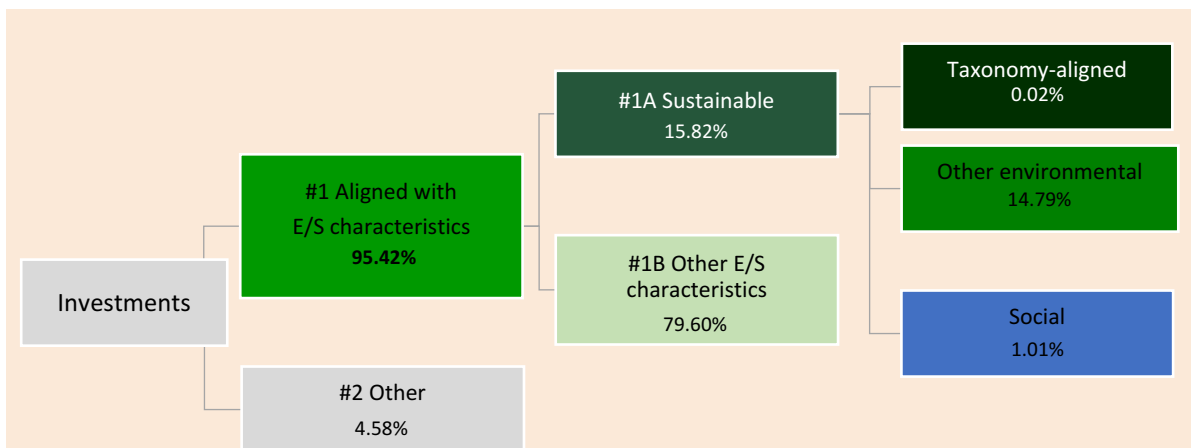 Investments
#1 Aligned with
E/S characteristics
95.42%
#2 Other
4.58%
#1A Sustainable
15.82%
#1B Other E/S
characteristics
79.60%
Taxonomy-aligned
0.02%
Other environmental
14.79%
Social
1.01%